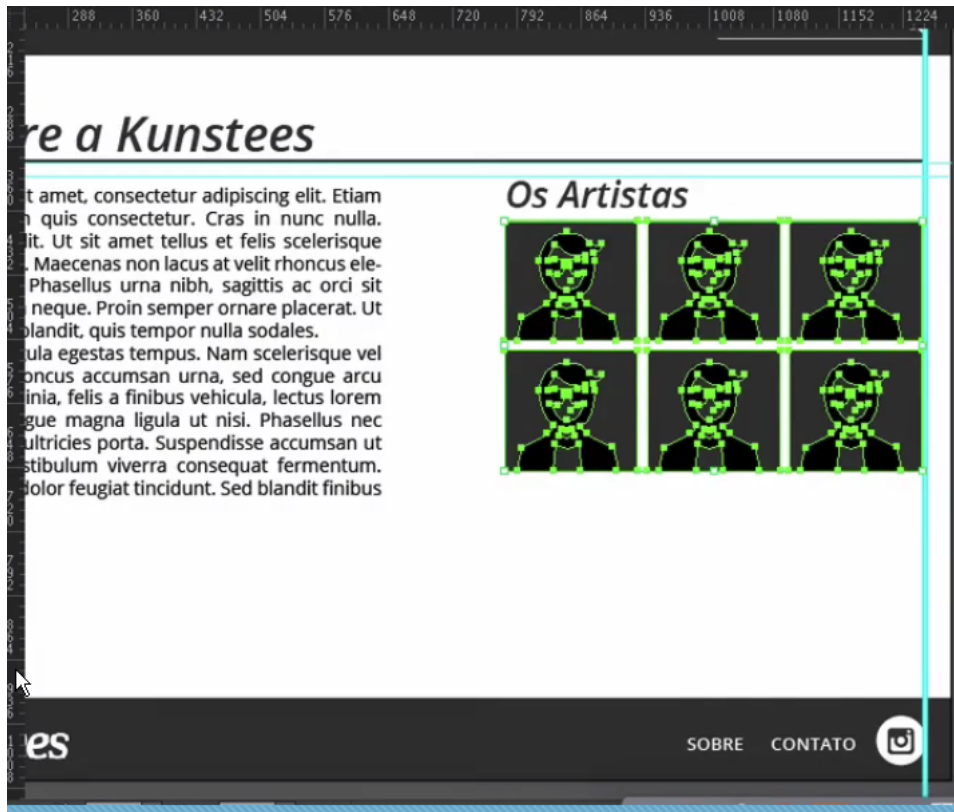 288 360 432 504 576 648 720 792 864 936 1008 1080 1152 1224
re a Kunstees
t amet, consectetur adipiscing elit. Etiam
quis consectetur. Cras in nunc nulla.
lit. Ut sit amet tellus et felis scelerisque
. Maecenas non lacus at velit rhoncus ele-
Phasellus urna nibh, sagittis ac orci sit
neque. Proin semper ornare placerat. Ut
blandit, quis tempor nulla sodales.
ula egestas tempus. Nam scelerisque vel
oncus accumsan urna, sed congue arcu
inia, felis a finibus vehicula, lectus lorem
gue magna ligula ut nisi. Phasellus nec
ultricies porta. Suspendisse accumsan ut
stibulum viverra consequat fermentum.
dolor feugiat tincidunt. Sed blandit finibus
Os Artistas
es
SOBRE CONTATO